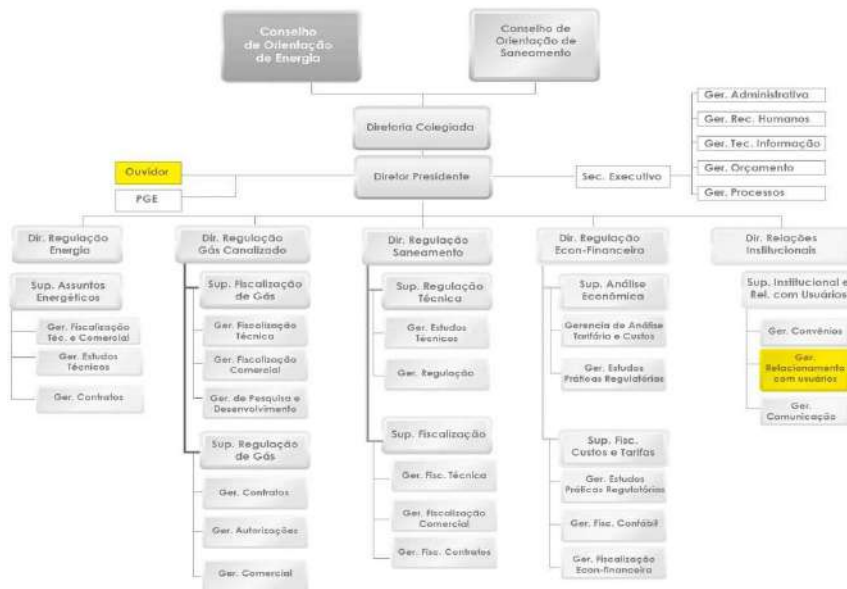 Conselho
de Orientação
de Energia
Conselho de
Orientação de
Saneamento
Diretoria Colegiada
Ger. Administrativa
Ger. Rec. Humanos
Ger. Tec. Informação
Ger. Orçamento
Ger. Processos
Ouvidor
PGE
Diretor Presidente
Sec. Executivo
Dir. Regulação
Energia
Sup. Assuntos
Energéticos
Ger. Fiscalização
Téc. e Comercial
Ger. Estudos
Técnicos
Ger. Contratos
Dir. Regulação
Gás Canalizado
Sup. Fiscalização
de Gás
Ger. Fiscalização
Técnica
Ger. Fiscalização
Comercial
Ger. de Pesquisa e
Desenvolvimento
Sup. Regulação
de Gás
Ger. Contratos
Ger. Autorizações
Ger. Comercial
Dir. Regulação
Saneamento
Sup. Regulação
Técnica
Ger. Estudos
Técnicos
Ger. Regulação
Sup. Fiscalização
Ger. Fisc. Técnica
Ger. Fiscalização
Comercial
Ger. Fisc. Contratos
Dir. Regulação
Econ-Financeira
Sup. Análise
Econômica
Gerencia de Análise
Tarifária e Custos
Ger. Estudos
Práticas Regulatórias
Sup. Fisc.
Custos e Tarifas
Ger. Estudos
Práticas Regulatórias
Ger. Fisc. Contábil
Ger. Fiscalização
Econ-financeira
Dir. Relações
Institucionais
Sup. Institucional e
Rel. com Usuários
Ger. Convênios
Ger.
Relacionamento
com usuários
Ger.
Comunicação